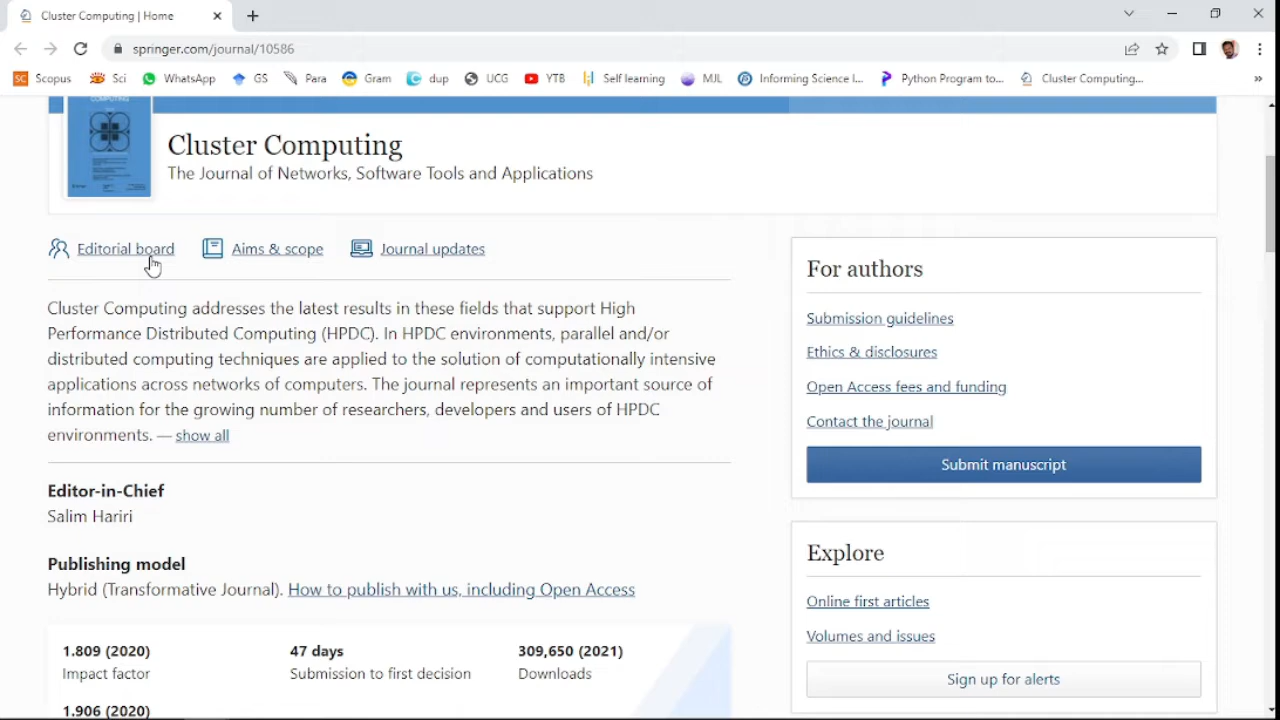 Cluster Computing | Home
springer.com/journal/10586
Scopus
Sci
WhatsApp
GS
Para
Gram
dup
UCG
YTB
Self learning
MJL
Informing Science I...
Python Program to...
Cluster Computing...
»
COMPUTING
Cluster Computing
The Journal of Networks, Software Tools and Applications
Editorial board
Aims & scope
Journal updates
Cluster Computing addresses the latest results in these fields that support High
Performance Distributed Computing (HPDC). In HPDC environments, parallel and/or
distributed computing techniques are applied to the solution of computationally intensive
applications across networks of computers. The journal represents an important source of
information for the growing number of researchers, developers and users of HPDC
environments. — show all
Editor-in-Chief
Salim Hariri
Publishing model
Hybrid (Transformative Journal). How to publish with us, including Open Access
1.809 (2020)
Impact factor
47 days
Submission to first decision
309,650 (2021)
Downloads
1.906 (2020)
For authors
Submission guidelines
Ethics & disclosures
Open Access fees and funding
Contact the journal
Submit manuscript
Explore
Online first articles
Volumes and issues
Sign up for alerts